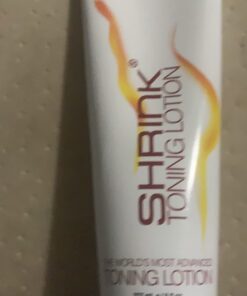 SHRINK®
TONING LOTION
THE WORLD'S MOST ADVANCED
TONING LOTION